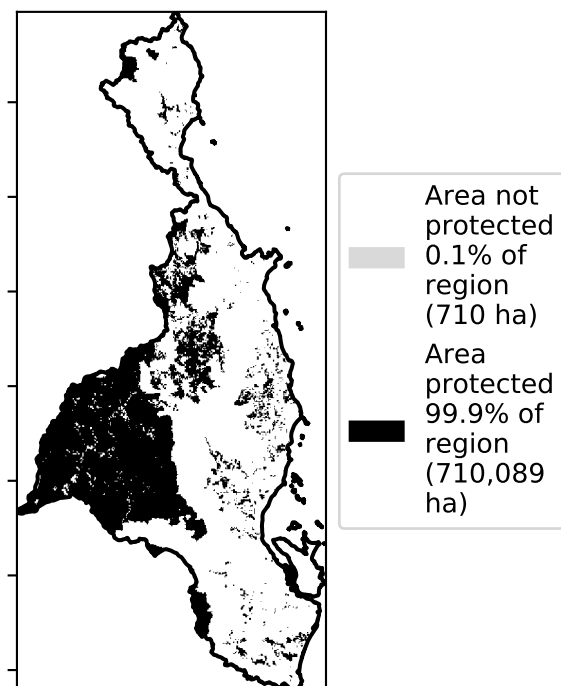 Area not
protected
0.1% of
region
(710 ha)
Area
protected
99.9% of
region
(710,089
ha)